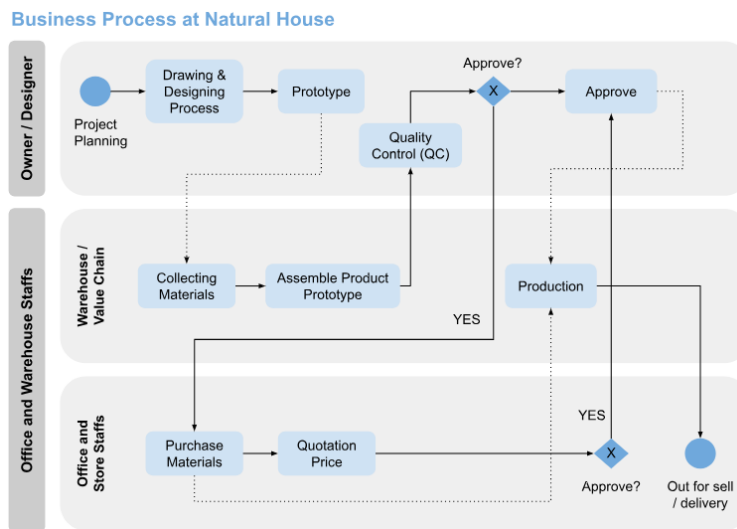 Business Process at Natural House
Owner / Designer
Project
Planning
Drawing &
Designing
Process
Prototype
Quality
Control (QC)
Approve?
X
Approve
Office and Warehouse Staffs
Warehouse /
Value Chain
Collecting
Materials
Assemble Product
Prototype
Production
YES
Office and
Store Staffs
Purchase
Materials
Quotation
Price
YES
X
Approve?
Out for sell
/ delivery